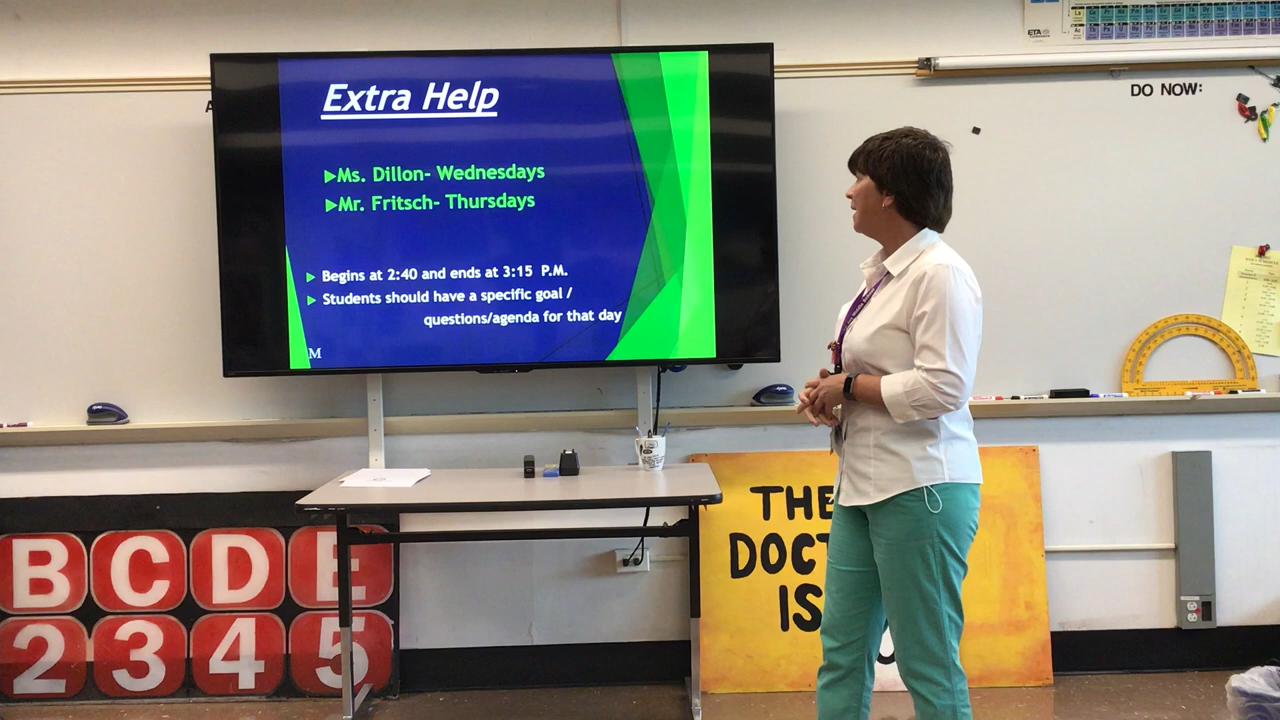 ETA
DO NOW:
Extra Help
Ms. Dillon- Wednesdays
Mr. Fritsch- Thursdays
Begins at 2:40 and ends at 3:15 P.M.
Students should have a specific goal /
questions/agenda for that day
M
THE
IS
B C D E
2 3 4 5